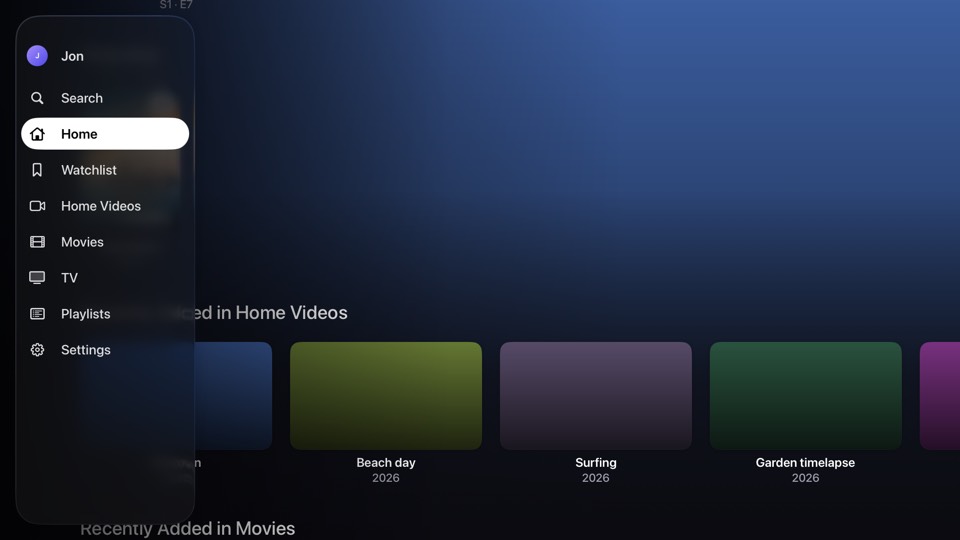 S1 · E7
J
Jon
Search
Home
Watchlist
Home Videos
Movies
TV
Playlists
Settings
in Home Videos
Beach day
2026
Surfing
2026
Garden timelapse
2026
Recently Added in Movies